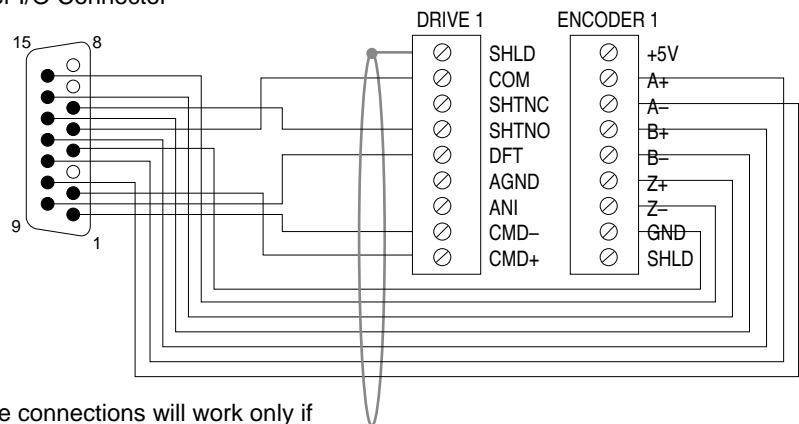 I/O Connector
DRIVE 1
ENCODER 1
15
8
9
1
SHLD
COM
SHTNC
SHTNO
DFT
AGND
ANI
CMD–
CMD+
+5V
A+
A–
B+
B–
Z+
Z–
GND
SHLD
connections will work only if